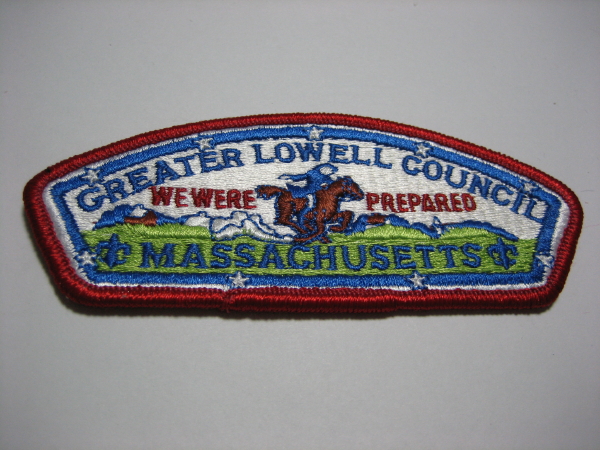 GREATER LOWELL COUNCIL
WE WERE PREPARED
MASSACHUSETTS